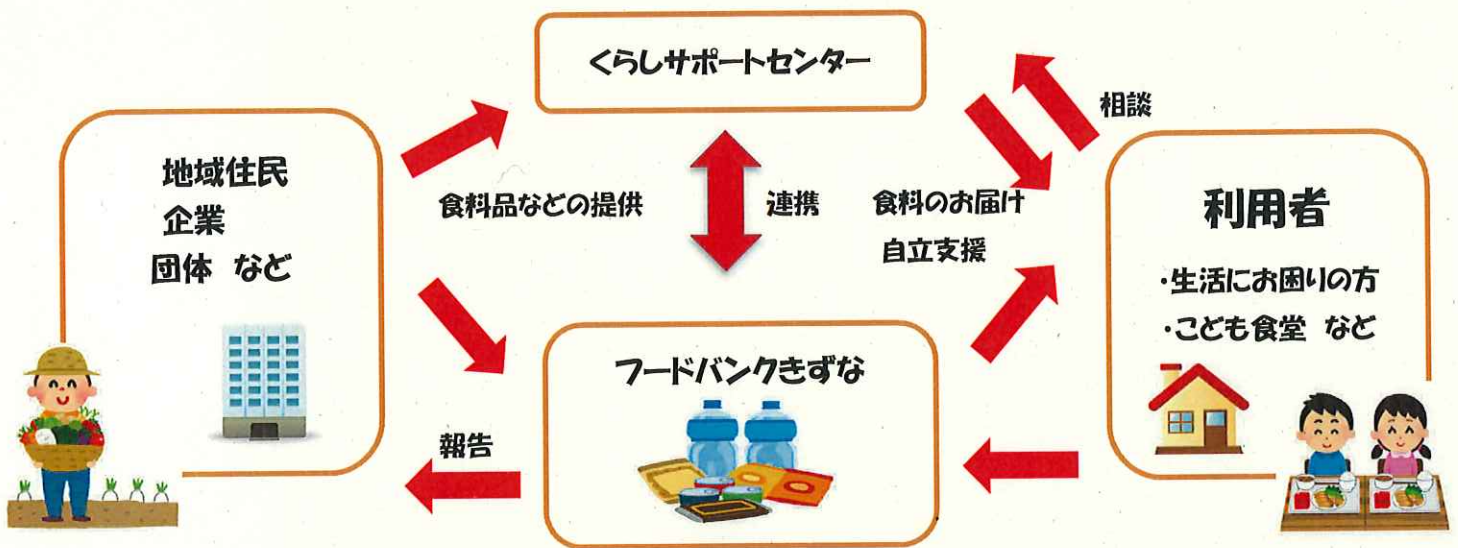 くらしサポートセンター
相談
地域住民
企業
団体 など
食料品などの提供
連携
食料のお届け
自立支援
利用者
・生活にお困りの方
・こども食堂 など
フードバンクきずな
報告